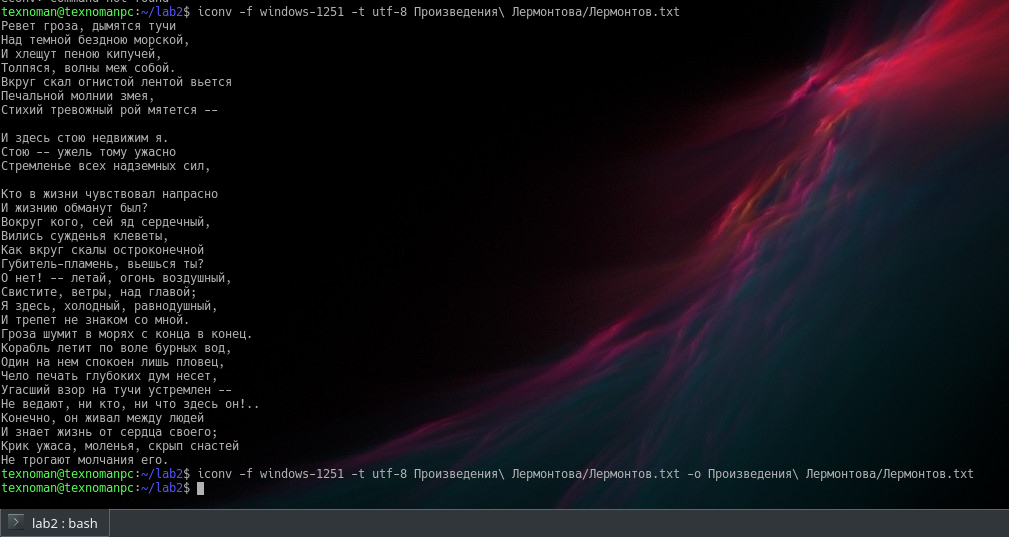 texnoman@texnomanpc:~/lab2$ iconv -f windows-1251 -t utf-8 Произведения\ Лермонтова/Лермонтов.txt
Ревет гроза, дымятся тучи
Над темной бездною морской,
И хлещут пеною кипучей,
Толпяся, волны меж собой.
Вкруг скал огнистой лентой вьется
Печальной молнии змея,
Стихий тревожный рой мятется --
И здесь стою недвижим я.
Стою -- ужель тому ужасно
Стремленье всех надземных сил,
Кто в жизни чувствовал напрасно
И жизнию обманут был?
Вокруг кого, сей яд сердечный,
Вились сужденья клеветы,
Как вкруг скалы остроконечной
Губитель-пламень, вьешься ты?
О нет! -- летай, огонь воздушный,
Свистите, ветры, над главой;
Я здесь, холодный, равнодушный,
И трепет не знаком со мной.
Гроза шумит в морях с конца в конец.
Корабль летит по воле бурных вод,
Один на нем спокоен лишь пловец,
Чело печать глубоких дум несет,
Угасший взор на тучи устремлен --
Не ведают, ни кто, ни что здесь он!..
Конечно, он живал между людей
И знает жизнь от сердца своего;
Крик ужаса, моленья, скрып снастей
Не трогают молчания его.
texnoman@texnomanpc:~/lab2$ iconv -f windows-1251 -t utf-8 Произведения\ Лермонтова/Лермонтов.txt -o Произведения\ Лермонтова/Лермонтов.txt
texnoman@texnomanpc:~/lab2$
lab2 : bash